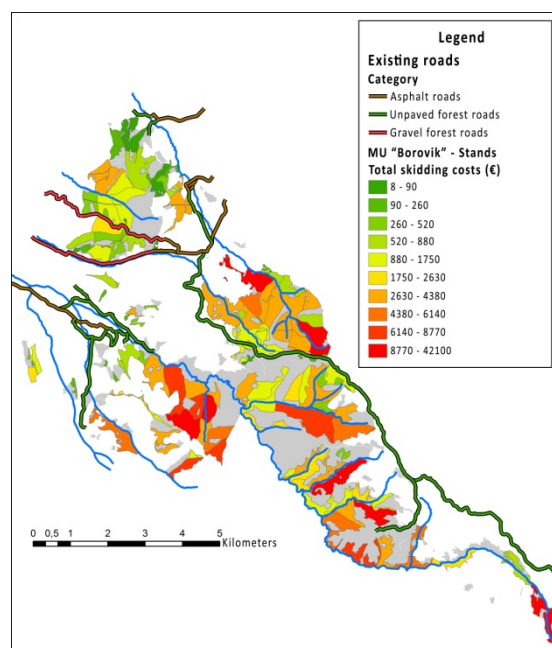 Legend
Existing roads
Category
Asphalt roads
Unpaved forest roads
Gravel forest roads
MU "Borovik" - Stands
Total skidding costs (€)
8 - 90
90 - 260
260 - 520
520 - 880
880 - 1750
1750 - 2630
2630 - 4380
4380 - 6140
6140 - 8770
8770 - 42100
0 0,5 1 2 3 4 5
Kilometers